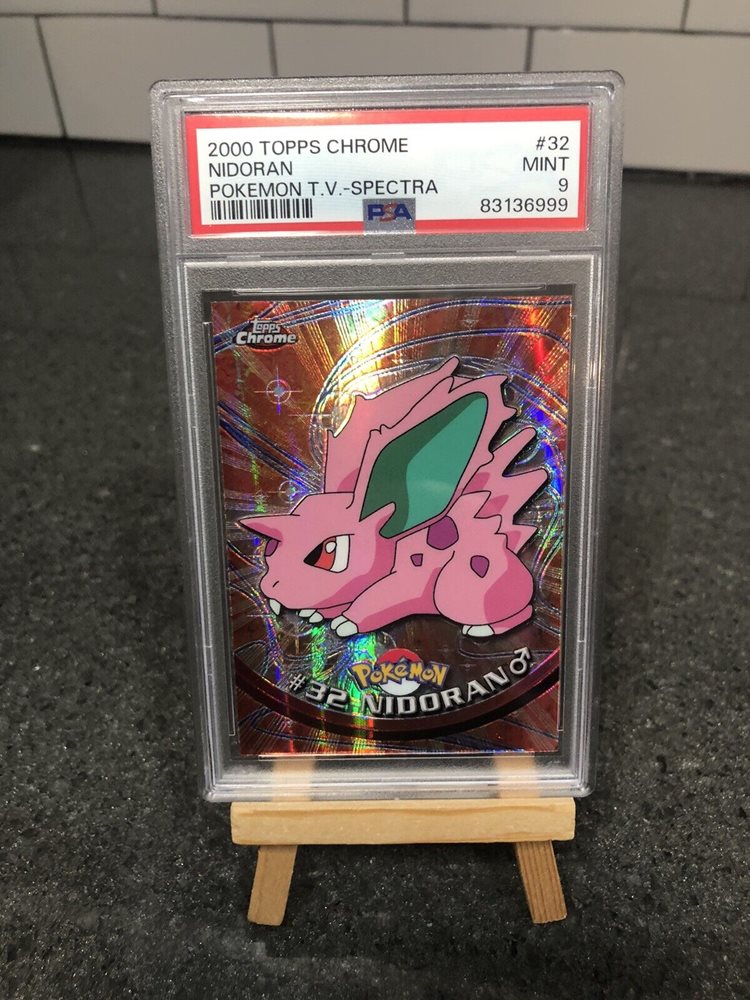 2000 TOPPS CHROME #32
NIDORAN MINT
POKEMON T.V.-SPECTRA 9
PSA 83136999
Topps
Chrome
POKéMON
#32 NIDORAN♂